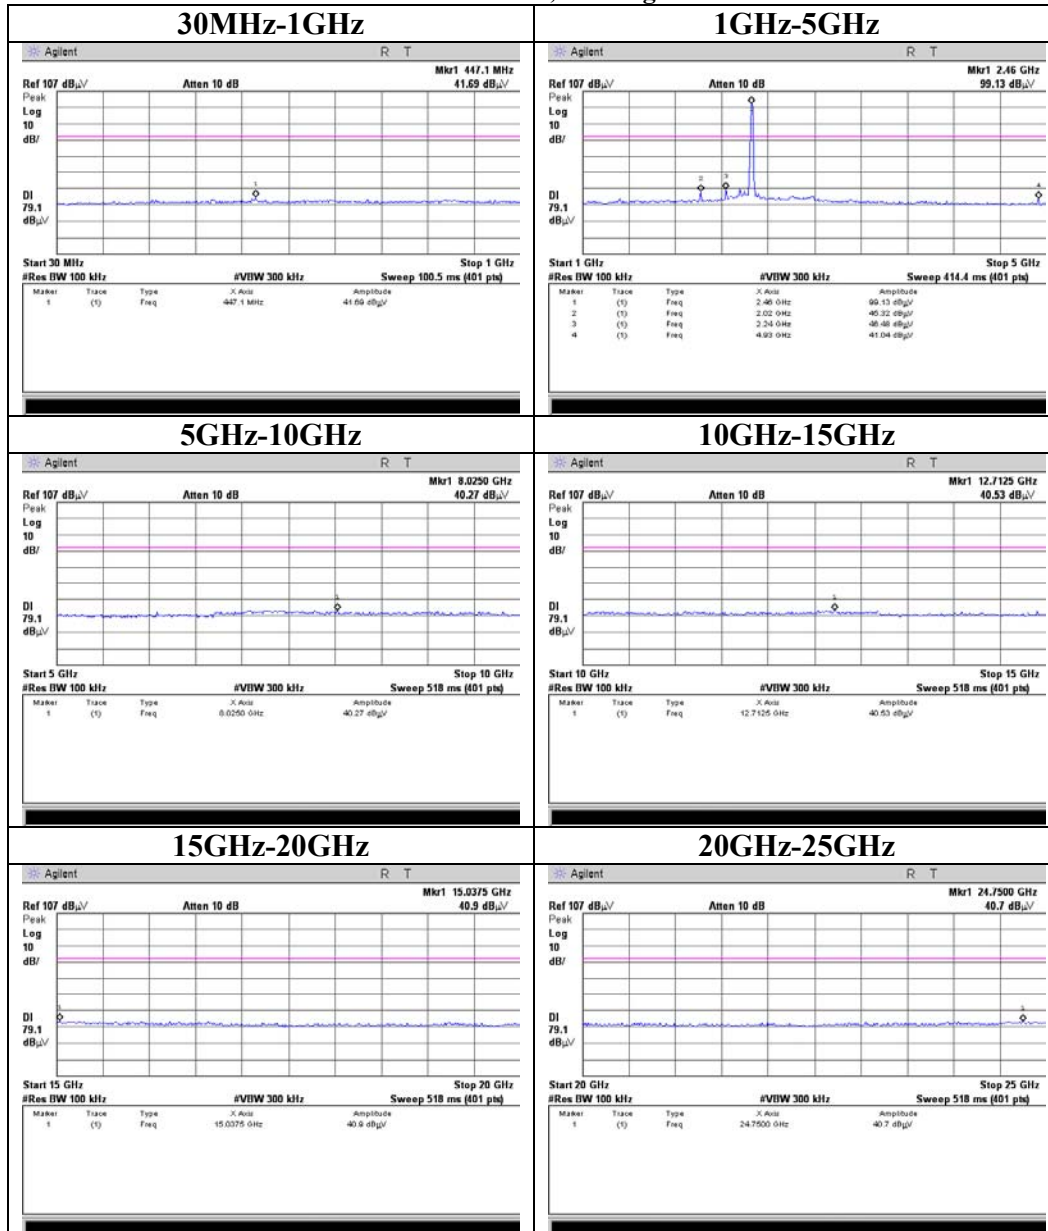 30MHz-1GHz
Agilent R T
Mkr1 447.1 MHz
Ref 107 dBµV Atten 10 dB 41.69 dBµV
Peak
Log
10
dB/
1
DI
79.1
dBµV
Start 30 MHz Stop 1 GHz
#Res BW 100 kHz #VBW 300 kHz Sweep 100.5 ms (401 pts)
Marker Trace Type X Axis Amplitude
1 (1) Freq 447.1 MHz 41.69 dBµV
1GHz-5GHz
Agilent R T
Mkr1 2.46 GHz
Ref 107 dBµV Atten 10 dB 99.13 dBµV
Peak
Log
10
dB/
2 3 4
DI
79.1
dBµV
Start 1 GHz Stop 5 GHz
#Res BW 100 kHz #VBW 300 kHz Sweep 414.4 ms (401 pts)
Marker Trace Type X Axis Amplitude
1 (1) Freq 2.46 GHz 99.13 dBµV
2 (1) Freq 2.02 GHz 45.32 dBµV
3 (1) Freq 2.24 GHz 46.48 dBµV
4 (1) Freq 4.93 GHz 41.04 dBµV
5GHz-10GHz
Agilent R T
Mkr1 8.0250 GHz
Ref 107 dBµV Atten 10 dB 40.27 dBµV
Peak
Log
10
dB/
1
DI
79.1
dBµV
Start 5 GHz Stop 10 GHz
#Res BW 100 kHz #VBW 300 kHz Sweep 518 ms (401 pts)
Marker Trace Type X Axis Amplitude
1 (1) Freq 8.0250 GHz 40.27 dBµV
10GHz-15GHz
Agilent R T
Mkr1 12.7125 GHz
Ref 107 dBµV Atten 10 dB 40.53 dBµV
Peak
Log
10
dB/
1
DI
79.1
dBµV
Start 10 GHz Stop 15 GHz
#Res BW 100 kHz #VBW 300 kHz Sweep 518 ms (401 pts)
Marker Trace Type X Axis Amplitude
1 (1) Freq 12.7125 GHz 40.53 dBµV
15GHz-20GHz
Agilent R T
Mkr1 15.0375 GHz
Ref 107 dBµV Atten 10 dB 40.9 dBµV
Peak
Log
10
dB/
1
DI
79.1
dBµV
Start 15 GHz Stop 20 GHz
#Res BW 100 kHz #VBW 300 kHz Sweep 518 ms (401 pts)
Marker Trace Type X Axis Amplitude
1 (1) Freq 15.0375 GHz 40.9 dBµV
20GHz-25GHz
Agilent R T
Mkr1 24.7500 GHz
Ref 107 dBµV Atten 10 dB 40.7 dBµV
Peak
Log
10
dB/
1
DI
79.1
dBµV
Start 20 GHz Stop 25 GHz
#Res BW 100 kHz #VBW 300 kHz Sweep 518 ms (401 pts)
Marker Trace Type X Axis Amplitude
1 (1) Freq 24.7500 GHz 40.7 dBµV